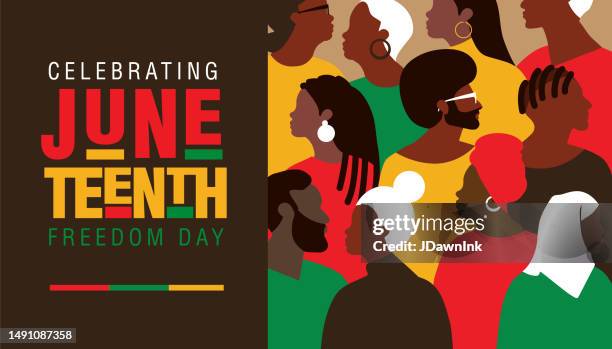 CELEBRATING
JUNE
TEENTH
FREEDOM DAY
gettyimages
Credit: JDawnInk
1491087358